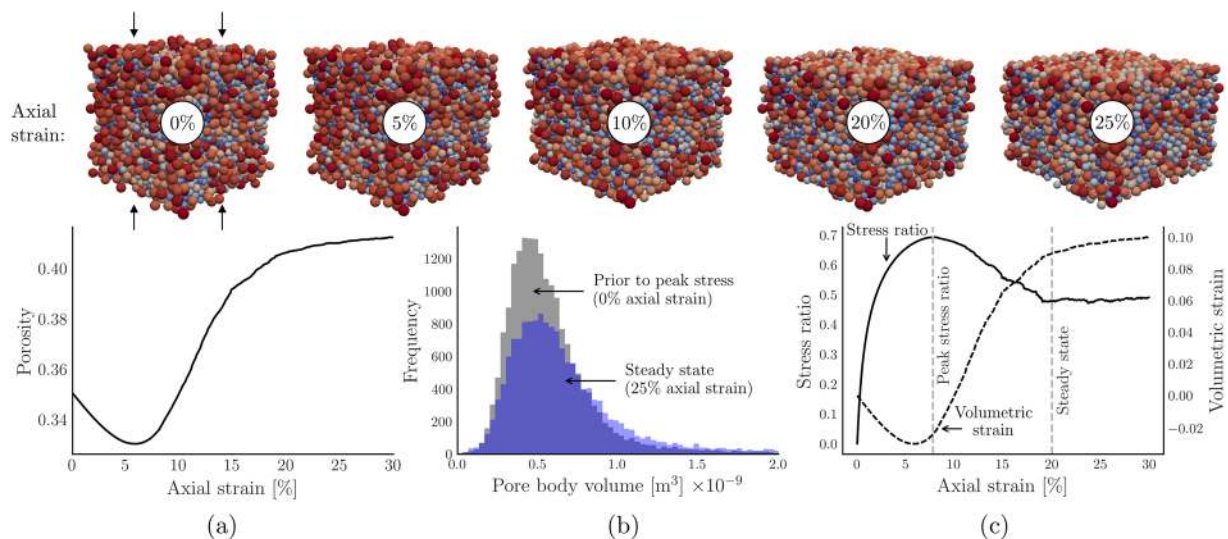 Axial
strain:
0%
5%
10%
20%
25%
Porosity
0.40
0.38
0.36
0.34
0 5 10 15 20 25 30
Axial strain [%]
(a)
Frequency
1200
1000
800
600
400
200
0
Prior to peak stress
(0% axial strain)
Steady state
(25% axial strain)
0.0 0.5 1.0 1.5 2.0
Pore body volume [m³] ×10⁻⁹
(b)
Stress ratio
0.7
0.6
0.5
0.4
0.3
0.2
0.1
0.0
Stress ratio
Peak stress ratio
Volumetric
strain
Steady state
0.10
0.08
0.06
0.04
0.02
0.00
−0.02
Volumetric strain
0 5 10 15 20 25 30
Axial strain [%]
(c)